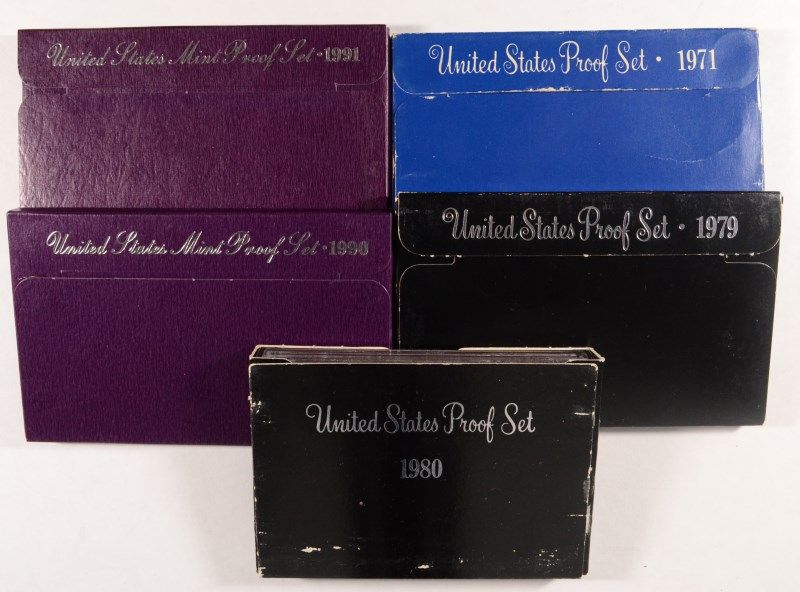 United States Mint Proof Set · 1991
United States Proof Set · 1971
United States Mint Proof Set · 1990
United States Proof Set · 1979
United States Proof Set
1980